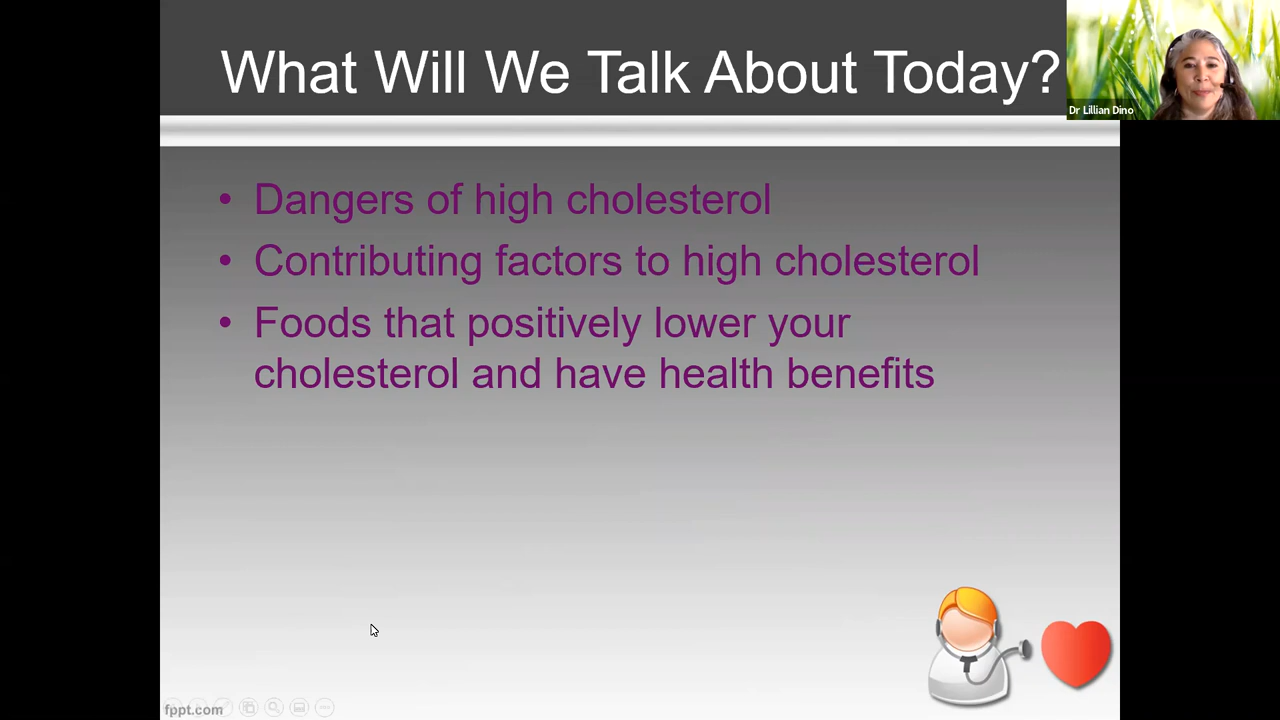 What Will We Talk About Today?
Dr Lillian Dino
• Dangers of high cholesterol
• Contributing factors to high cholesterol
• Foods that positively lower your
cholesterol and have health benefits
fppt.com